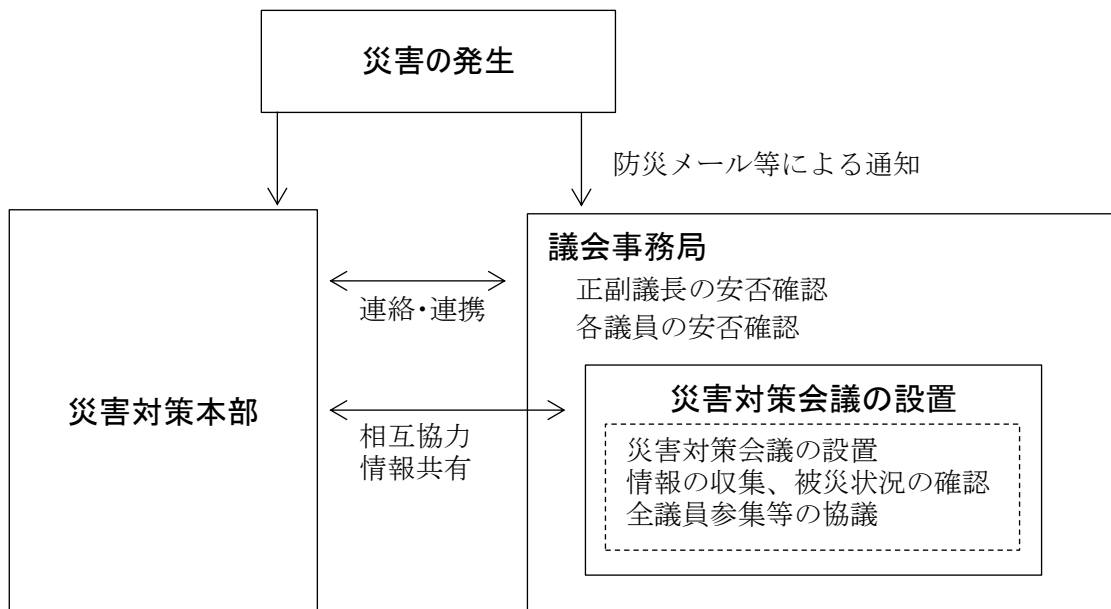 災害の発生
防災メール等による通知
議会事務局
正副議長の安否確認
連絡・連携
各議員の安否確認
災害対策本部
災害対策会議の設置
相互協力
情報共有
災害対策会議の設置
情報の収集、被災状況の確認
全議員参集等の協議